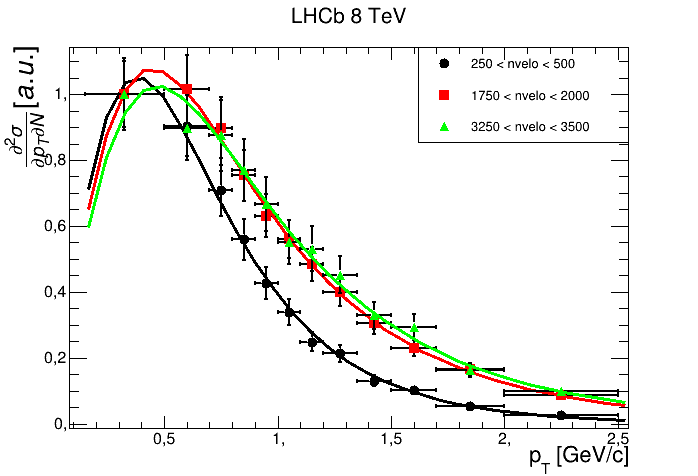 LHCb 8 TeV
∂²σ
∂p_T∂N [a.u.]
250 < nvelo < 500
1750 < nvelo < 2000
3250 < nvelo < 3500
1,
0,8
0,6
0,4
0,2
0,
0, 0,5 1, 1,5 2, 2,5
p_T [GeV/c]